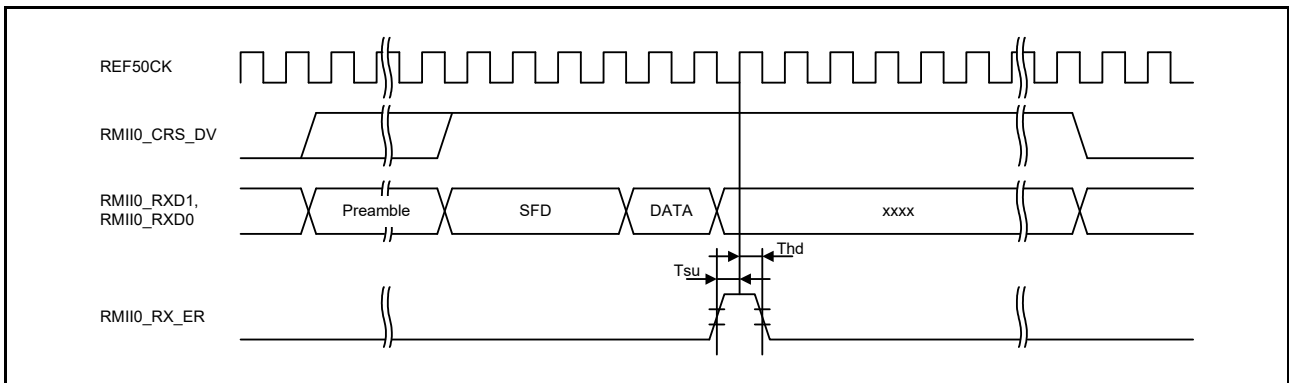 REF50CK
RMII0_CRS_DV
RMII0_RXD1,
RMII0_RXD0
Preamble
SFD
DATA
xxxx
Thd
Tsu
RMII0_RX_ER